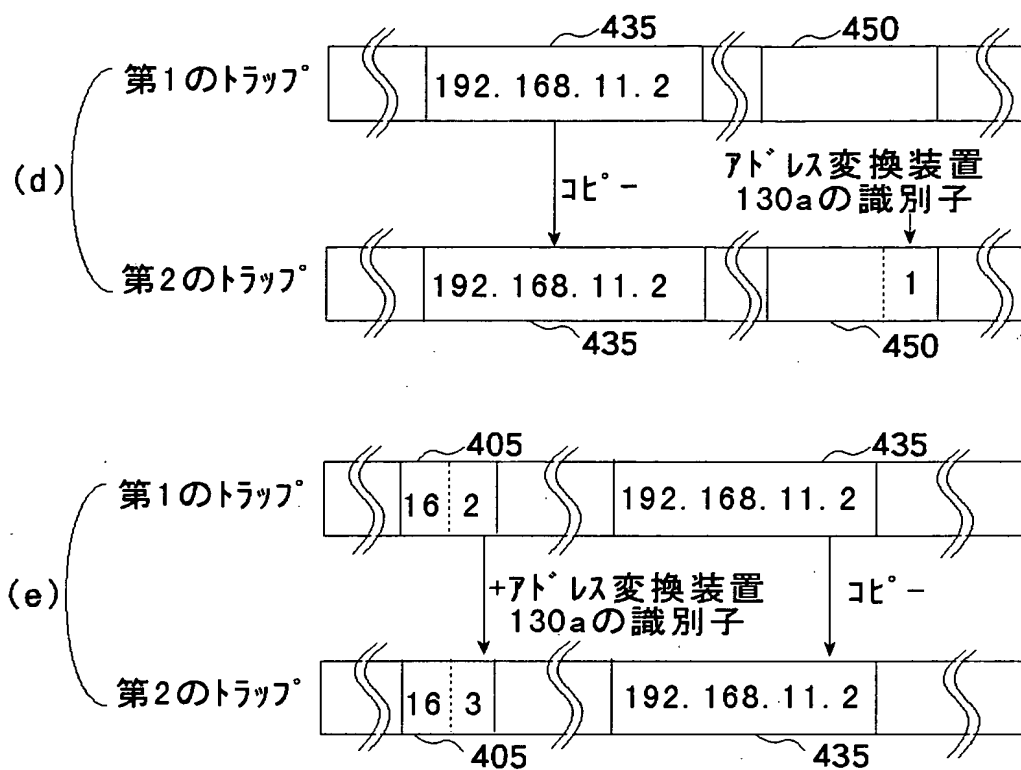 435
450
第1のﾄﾗｯﾌﾟ
192.168.11.2
(d)
コピー
アドレス変換装置
130aの識別子
第2のﾄﾗｯﾌﾟ
192.168.11.2
1
435
450
405
435
第1のﾄﾗｯﾌﾟ
16 2
192.168.11.2
(e)
+アドレス変換装置
130aの識別子
コピー
第2のﾄﾗｯﾌﾟ
16 3
192.168.11.2
405
435